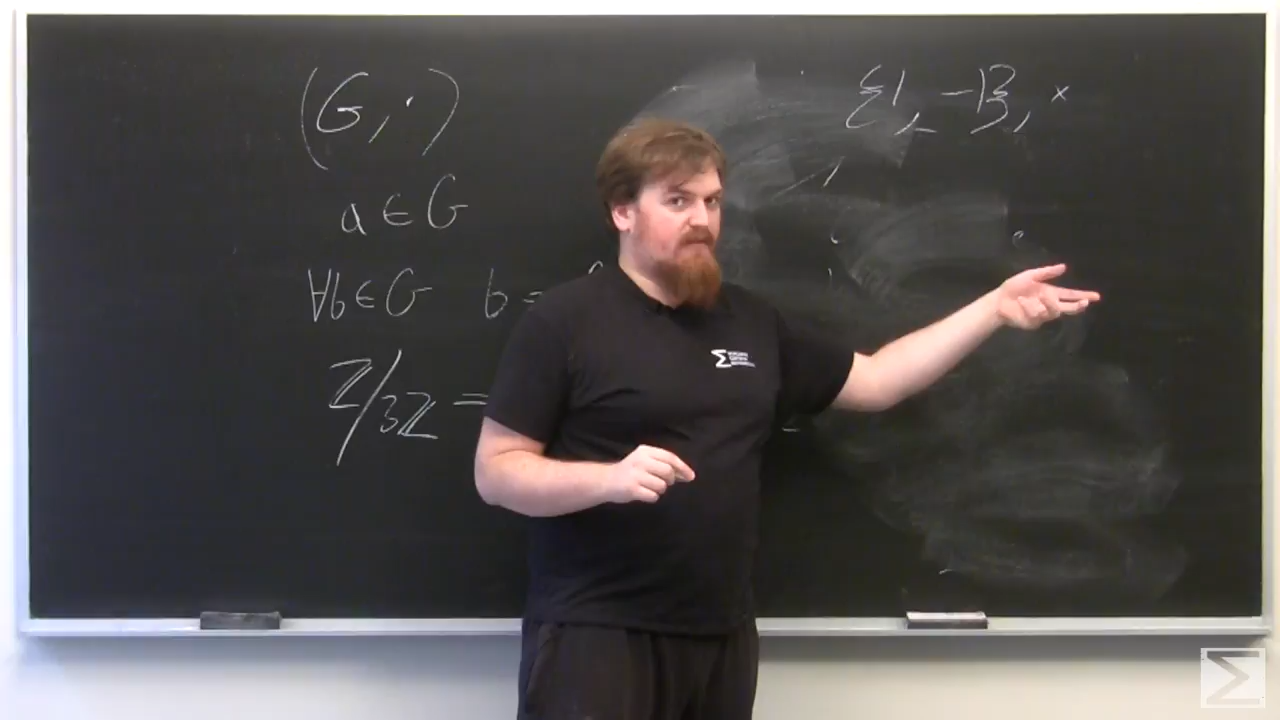 (G, ·)
{1, -1}, ×
a ∈ G
∀b ∈ G b =
ℤ/3ℤ =
Σ